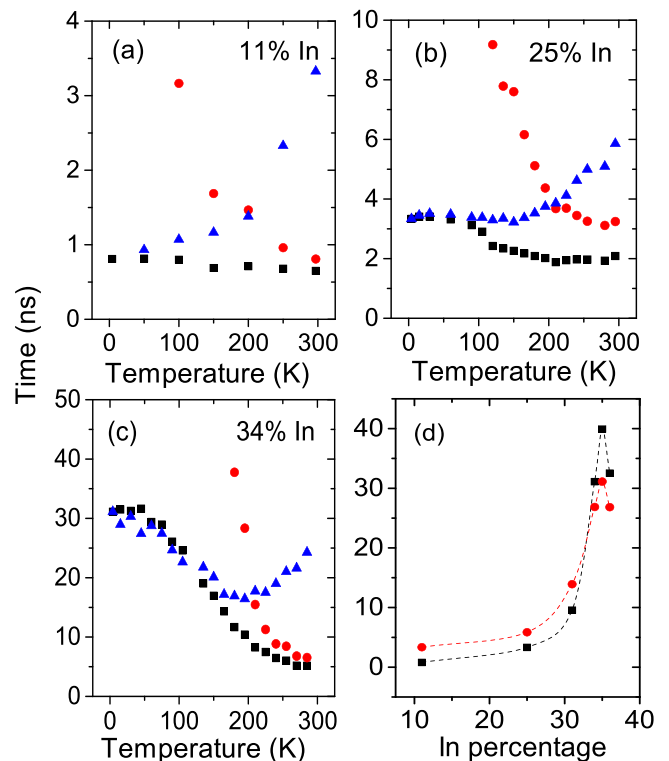 (a) 11% In
4
3
2
1
0
0 100 200 300
Temperature (K)
(b) 25% In
10
8
6
4
2
0
0 100 200 300
Temperature (K)
Time (ns)
(c) 34% In
50
40
30
20
10
0
0 100 200 300
Temperature (K)
(d)
40
30
20
10
0
10 20 30 40
In percentage